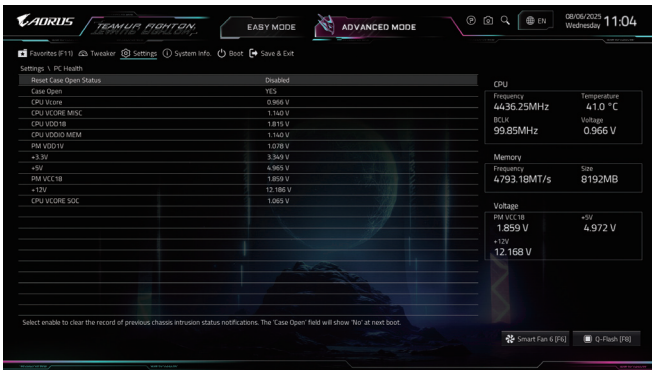 AORUS TEAM UP. FIGHT ON. EASY MODE ADVANCED MODE EN 08/06/2025 Wednesday 11:04
Favorites (F11) Tweaker Settings System Info. Boot Save & Exit
Settings \ PC Health
Reset Case Open Status Disabled
Case Open YES
CPU Vcore 0.966 V
CPU VCORE MISC 1.140 V
CPU VDD18 1.815 V
CPU VDDIO MEM 1.140 V
PM VDD1V 1.078 V
+3.3V 3.349 V
+5V 4.965 V
PM VCC18 1.859 V
+12V 12.186 V
CPU VCORE SOC 1.065 V
Select enable to clear the record of previous chassis intrusion status notifications. The 'Case Open' field will show 'No' at next boot.
CPU
Frequency Temperature
4436.25MHz 41.0 °C
BCLK Voltage
99.85MHz 0.966 V
Memory
Frequency Size
4793.18MT/s 8192MB
Voltage
PM VCC18 +5V
1.859 V 4.972 V
+12V
12.168 V
Smart Fan 6 [F6] Q-Flash [F8]